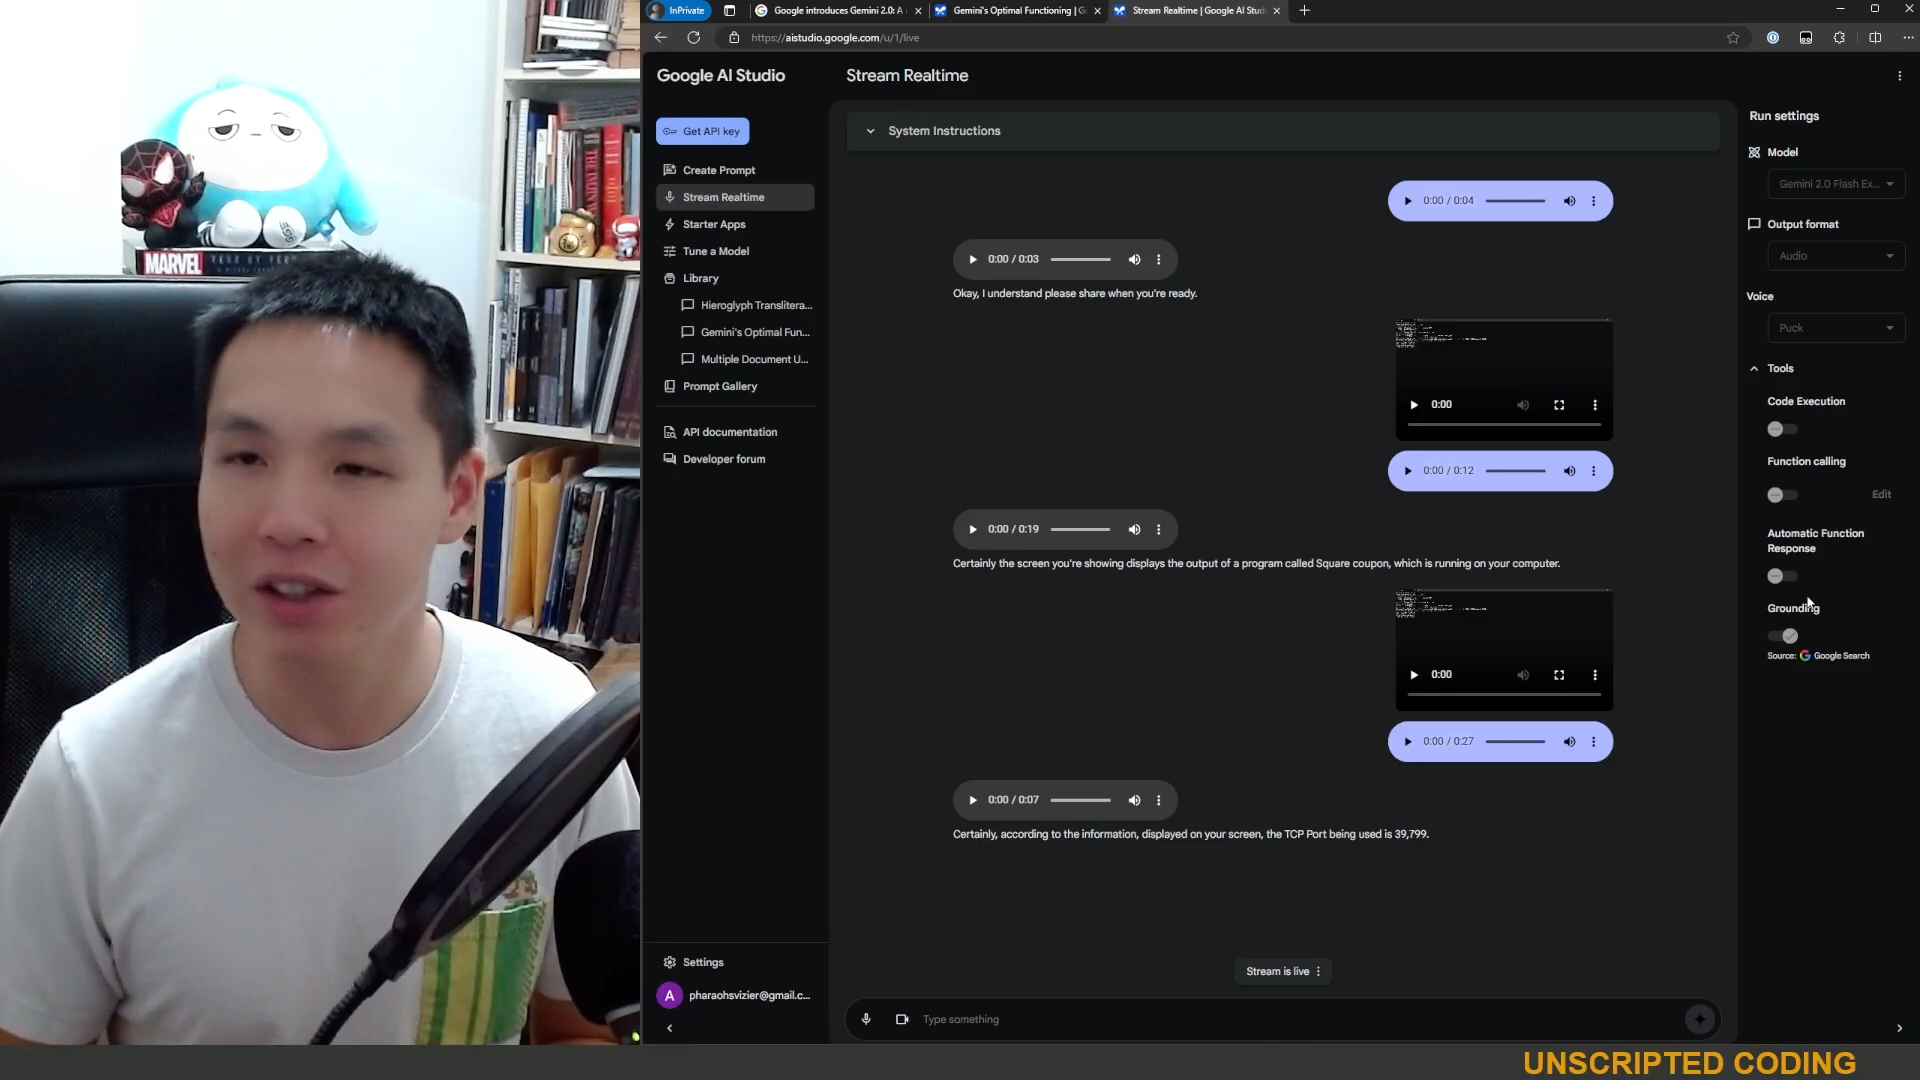 InPrivate
Google introduces Gemini 2.0: A
Gemini's Optimal Functioning | G
Stream Realtime | Google AI Stud
https://aistudio.google.com/u/1/live
Google AI Studio
Stream Realtime
Get API key
Create Prompt
Stream Realtime
Starter Apps
Tune a Model
Library
Hieroglyph Translitera...
Gemini's Optimal Fun...
Multiple Document U...
Prompt Gallery
API documentation
Developer forum
Settings
A
pharaohsvizier@gmail.c...
System Instructions
0:00 / 0:04
0:00 / 0:03
Okay, I understand please share when you're ready.
0:00
0:00 / 0:12
0:00 / 0:19
Certainly the screen you're showing displays the output of a program called Square coupon, which is running on your computer.
0:00
0:00 / 0:27
0:00 / 0:07
Certainly, according to the information, displayed on your screen, the TCP Port being used is 39,799.
Stream is live
Type something
Run settings
Model
Gemini 2.0 Flash Ex...
Output format
Audio
Voice
Puck
Tools
Code Execution
Function calling
Edit
Automatic Function
Response
Grounding
Source: Google Search
MARVEL
UNSCRIPTED CODING